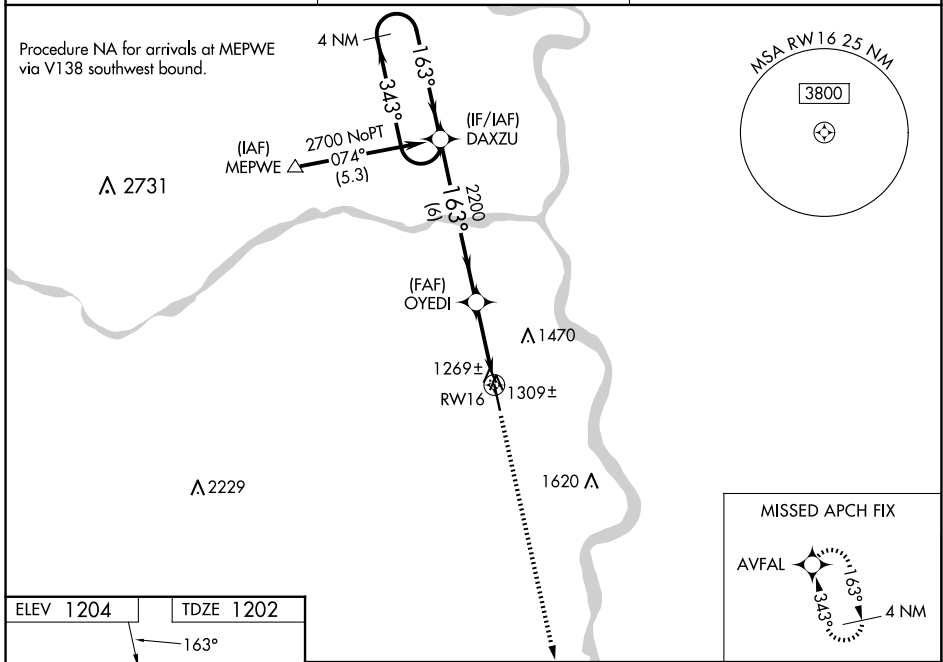 Procedure NA for arrivals at MEPWE
via V138 southwest bound.
4 NM
163°
343°
MSA RW16 25 NM
3800
(IF/IAF)
DAXZU
(IAF)
MEPWE
2700 NoPT
074°
(5.3)
2731
2200
163°
(6)
(FAF)
OYEDI
1470
1269±
RW16
1309±
2229
1620
MISSED APCH FIX
AVFAL
163°
343°
4 NM
ELEV 1204
TDZE 1202
163°